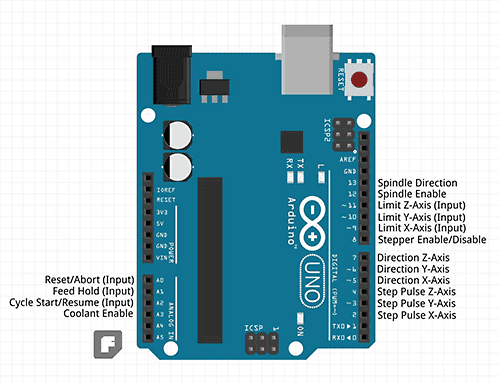 RESET
ICSP2
AREF
GND
RX
TX
L
13
Spindle Direction
12
Spindle Enable
~11
Limit Z-Axis (Input)
~10
Limit Y-Axis (Input)
~9
Limit X-Axis (Input)
8
Stepper Enable/Disable
7
Direction Z-Axis
~6
Direction Y-Axis
~5
Direction X-Axis
4
Step Pulse Z-Axis
~3
Step Pulse Y-Axis
2
Step Pulse X-Axis
TXD ▶ 1
RXD ◀ 0
DIGITAL (PWM~)
Arduino
UNO
IOREF
RESET
3V3
5V
GND
GND
VIN
POWER
Reset/Abort (Input)
A0
Feed Hold (Input)
A1
Cycle Start/Resume (Input)
A2
Coolant Enable
A3
A4
A5
ANALOG IN
ICSP
1
ON
F